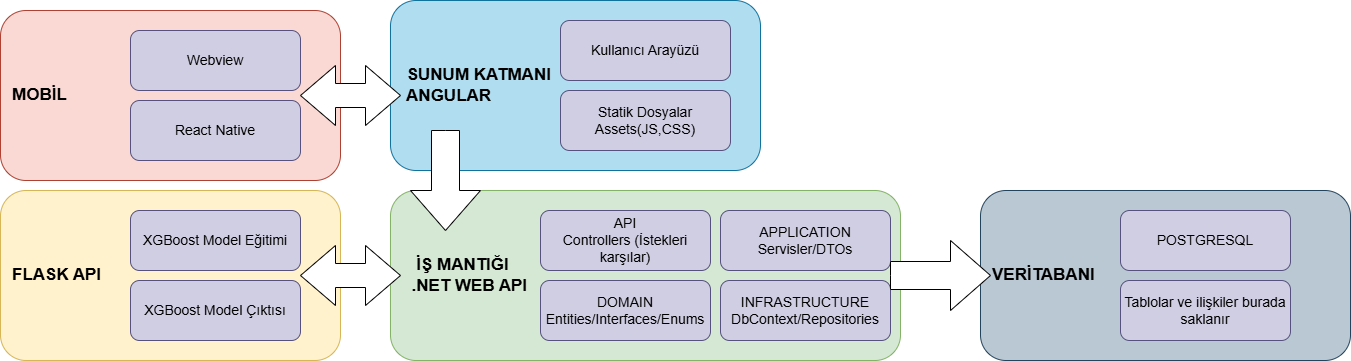 MOBİL
Webview
React Native
SUNUM KATMANI
ANGULAR
Kullanıcı Arayüzü
Statik Dosyalar
Assets(JS,CSS)
FLASK API
XGBoost Model Eğitimi
XGBoost Model Çıktısı
İŞ MANTIĞI
.NET WEB API
API
Controllers (İstekleri
karşılar)
APPLICATION
Servisler/DTOs
DOMAIN
Entities/Interfaces/Enums
INFRASTRUCTURE
DbContext/Repositories
VERİTABANI
POSTGRESQL
Tablolar ve ilişkiler burada
saklanır